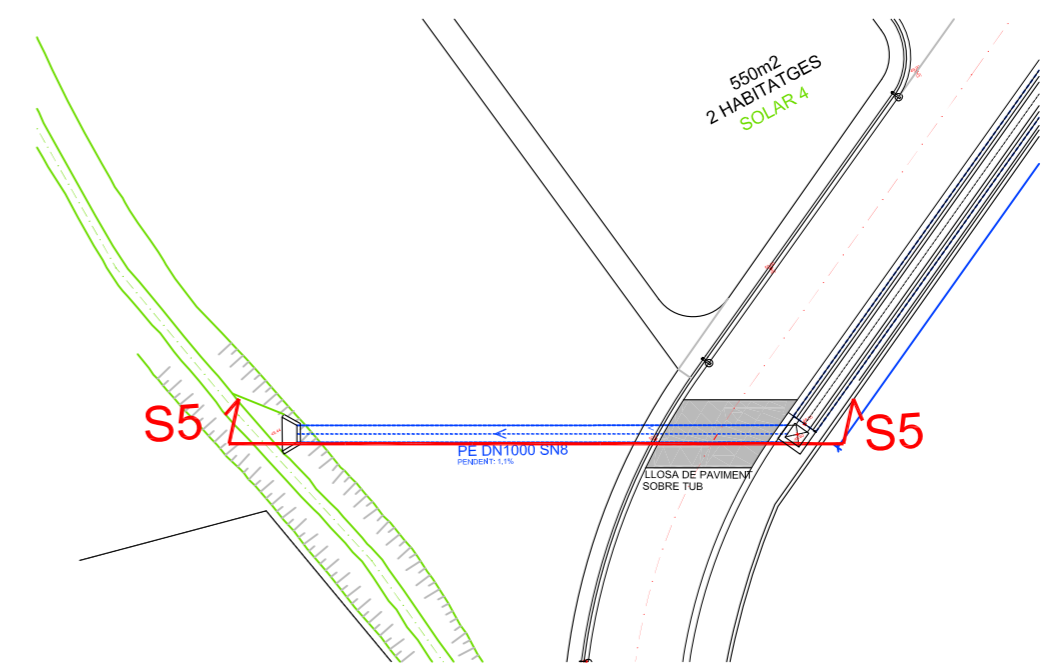 550m2
2 HABITATGES
SOLAR 4
S5
S5
PE DN1000 SN8
PENDENT: 1,1%
LLOSA DE PAVIMENT
SOBRE TUB